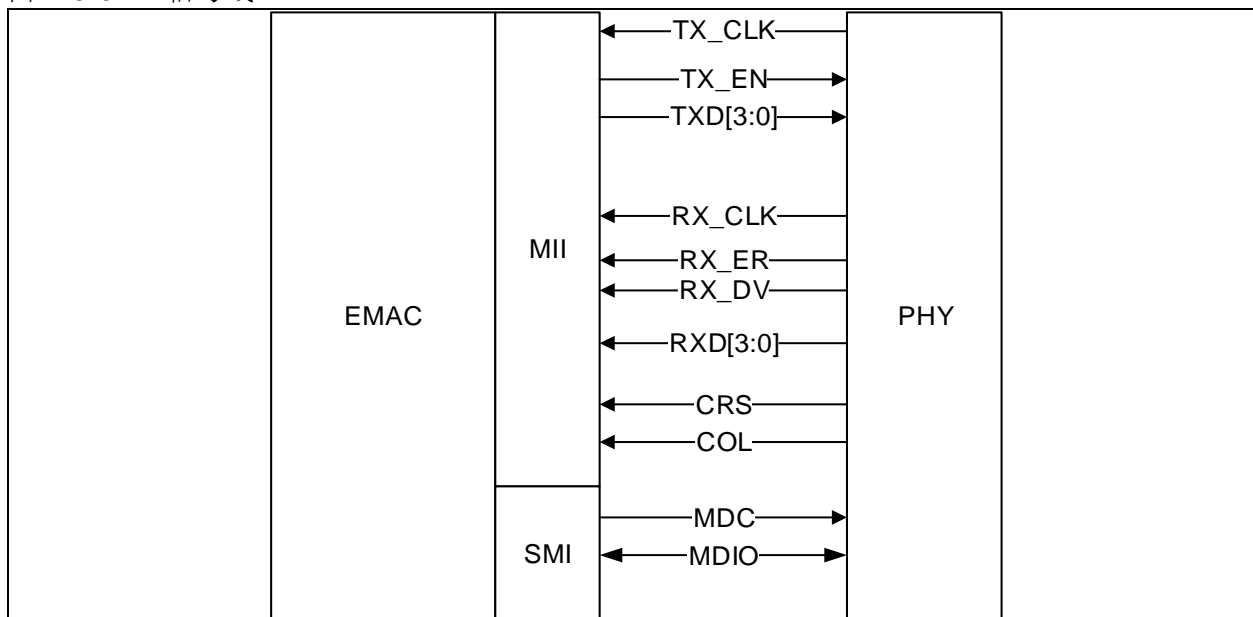 TX_CLK
TX_EN
TXD[3:0]
RX_CLK
MII
RX_ER
RX_DV
EMAC
PHY
RXD[3:0]
CRS
COL
MDC
SMI
MDIO